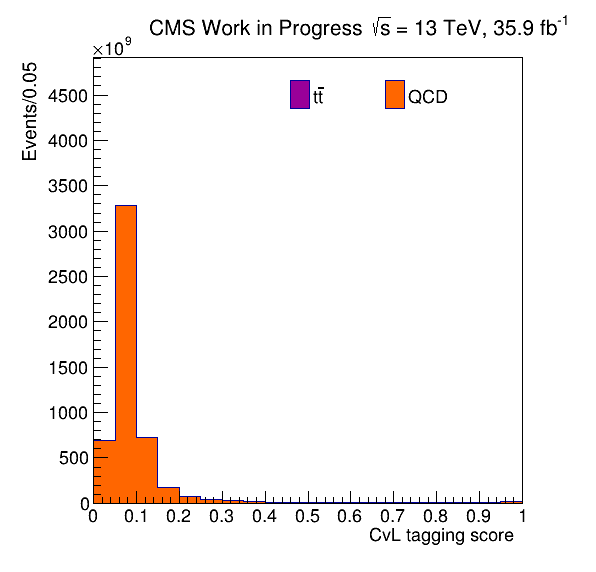 CMS Work in Progress √s = 13 TeV, 35.9 fb⁻¹
×10⁹
Events/0.05
tt̅
QCD
4500
4000
3500
3000
2500
2000
1500
1000
500
0
0 0.1 0.2 0.3 0.4 0.5 0.6 0.7 0.8 0.9 1
CvL tagging score